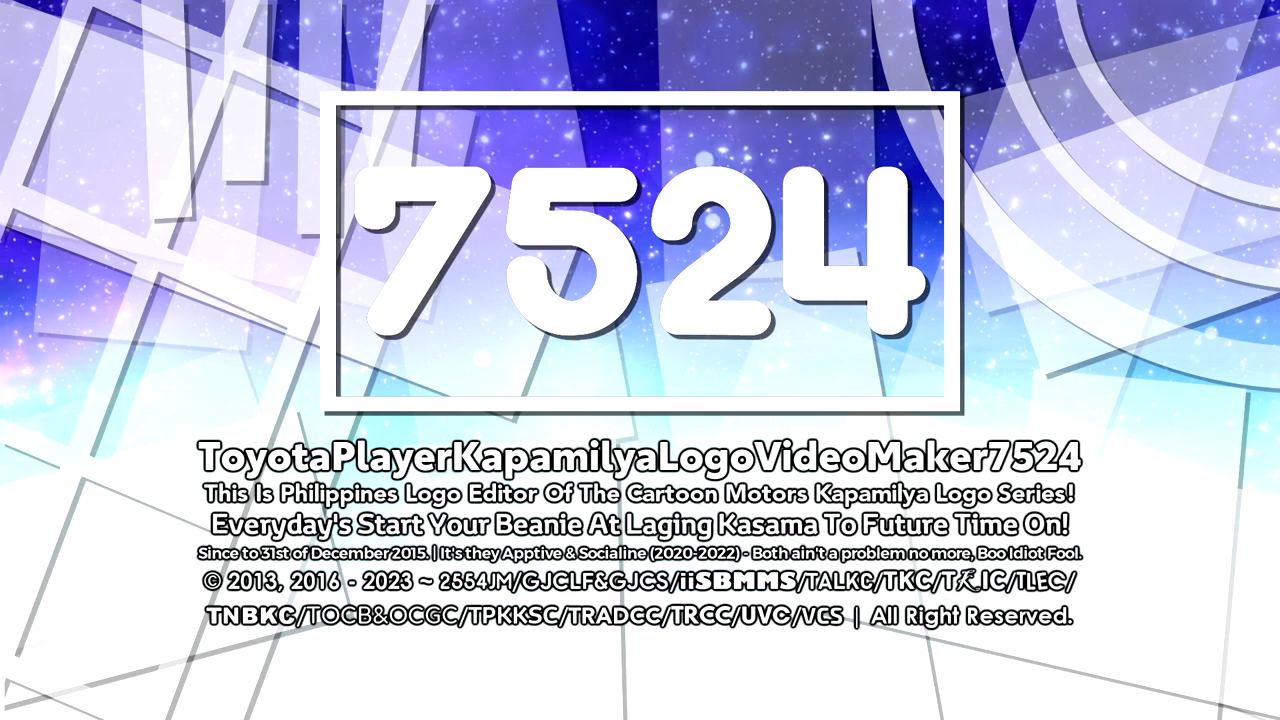 7524
ToyotaPlayerKapamilyaLogoVideoMaker7524
This Is Philippines Logo Editor Of The Cartoon Motors Kapamilya Logo Series!
Everyday's Start Your Beanie At Laging Kasama To Future Time On!
Since to 31st of December 2015. | It's they Apptive & Socialine (2020-2022) - Both ain't a problem no more, Boo Idiot Fool.
© 2013, 2016 - 2023 ~ 2554JM/GJCLF&GJCS/iiSBMMS/TALKC/TKC/TRJC/TLEC/
TNBKC/TOCB&OCGC/TPKKSC/TRADCC/TRCC/UVC/VCS | All Right Reserved.